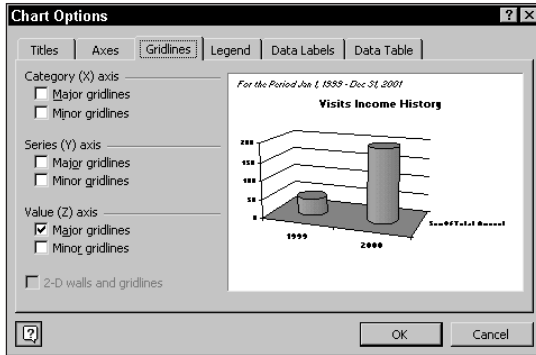 Chart Options
Titles Axes Gridlines Legend Data Labels Data Table
Category (X) axis
Major gridlines
Minor gridlines
Series (Y) axis
Major gridlines
Minor gridlines
Value (Z) axis
Major gridlines
Minor gridlines
2-D walls and gridlines
For the Period Jan 1, 1999 - Dec 31, 2001
Visits Income History
200
150
100
50
0
1999
2000
SumOfTotal Amount
OK Cancel